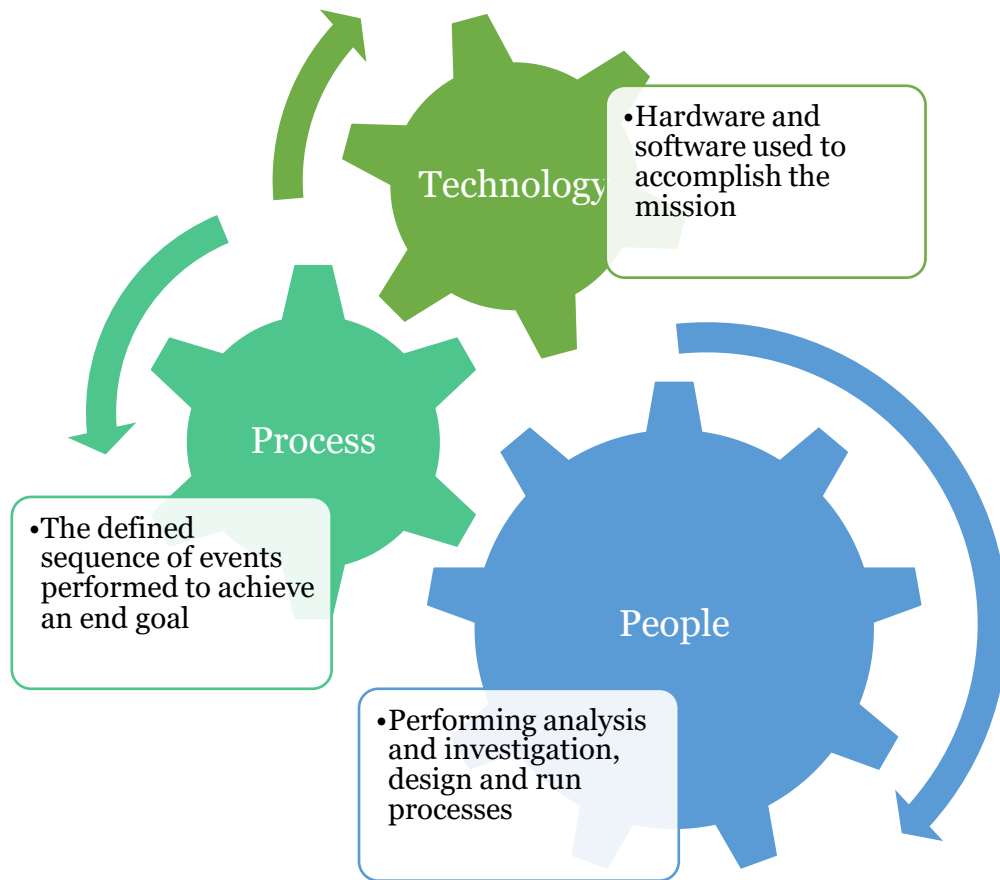 Technology
•Hardware and
software used to
accomplish the
mission
Process
•The defined
sequence of events
performed to achieve
an end goal
People
•Performing analysis
and investigation,
design and run
processes